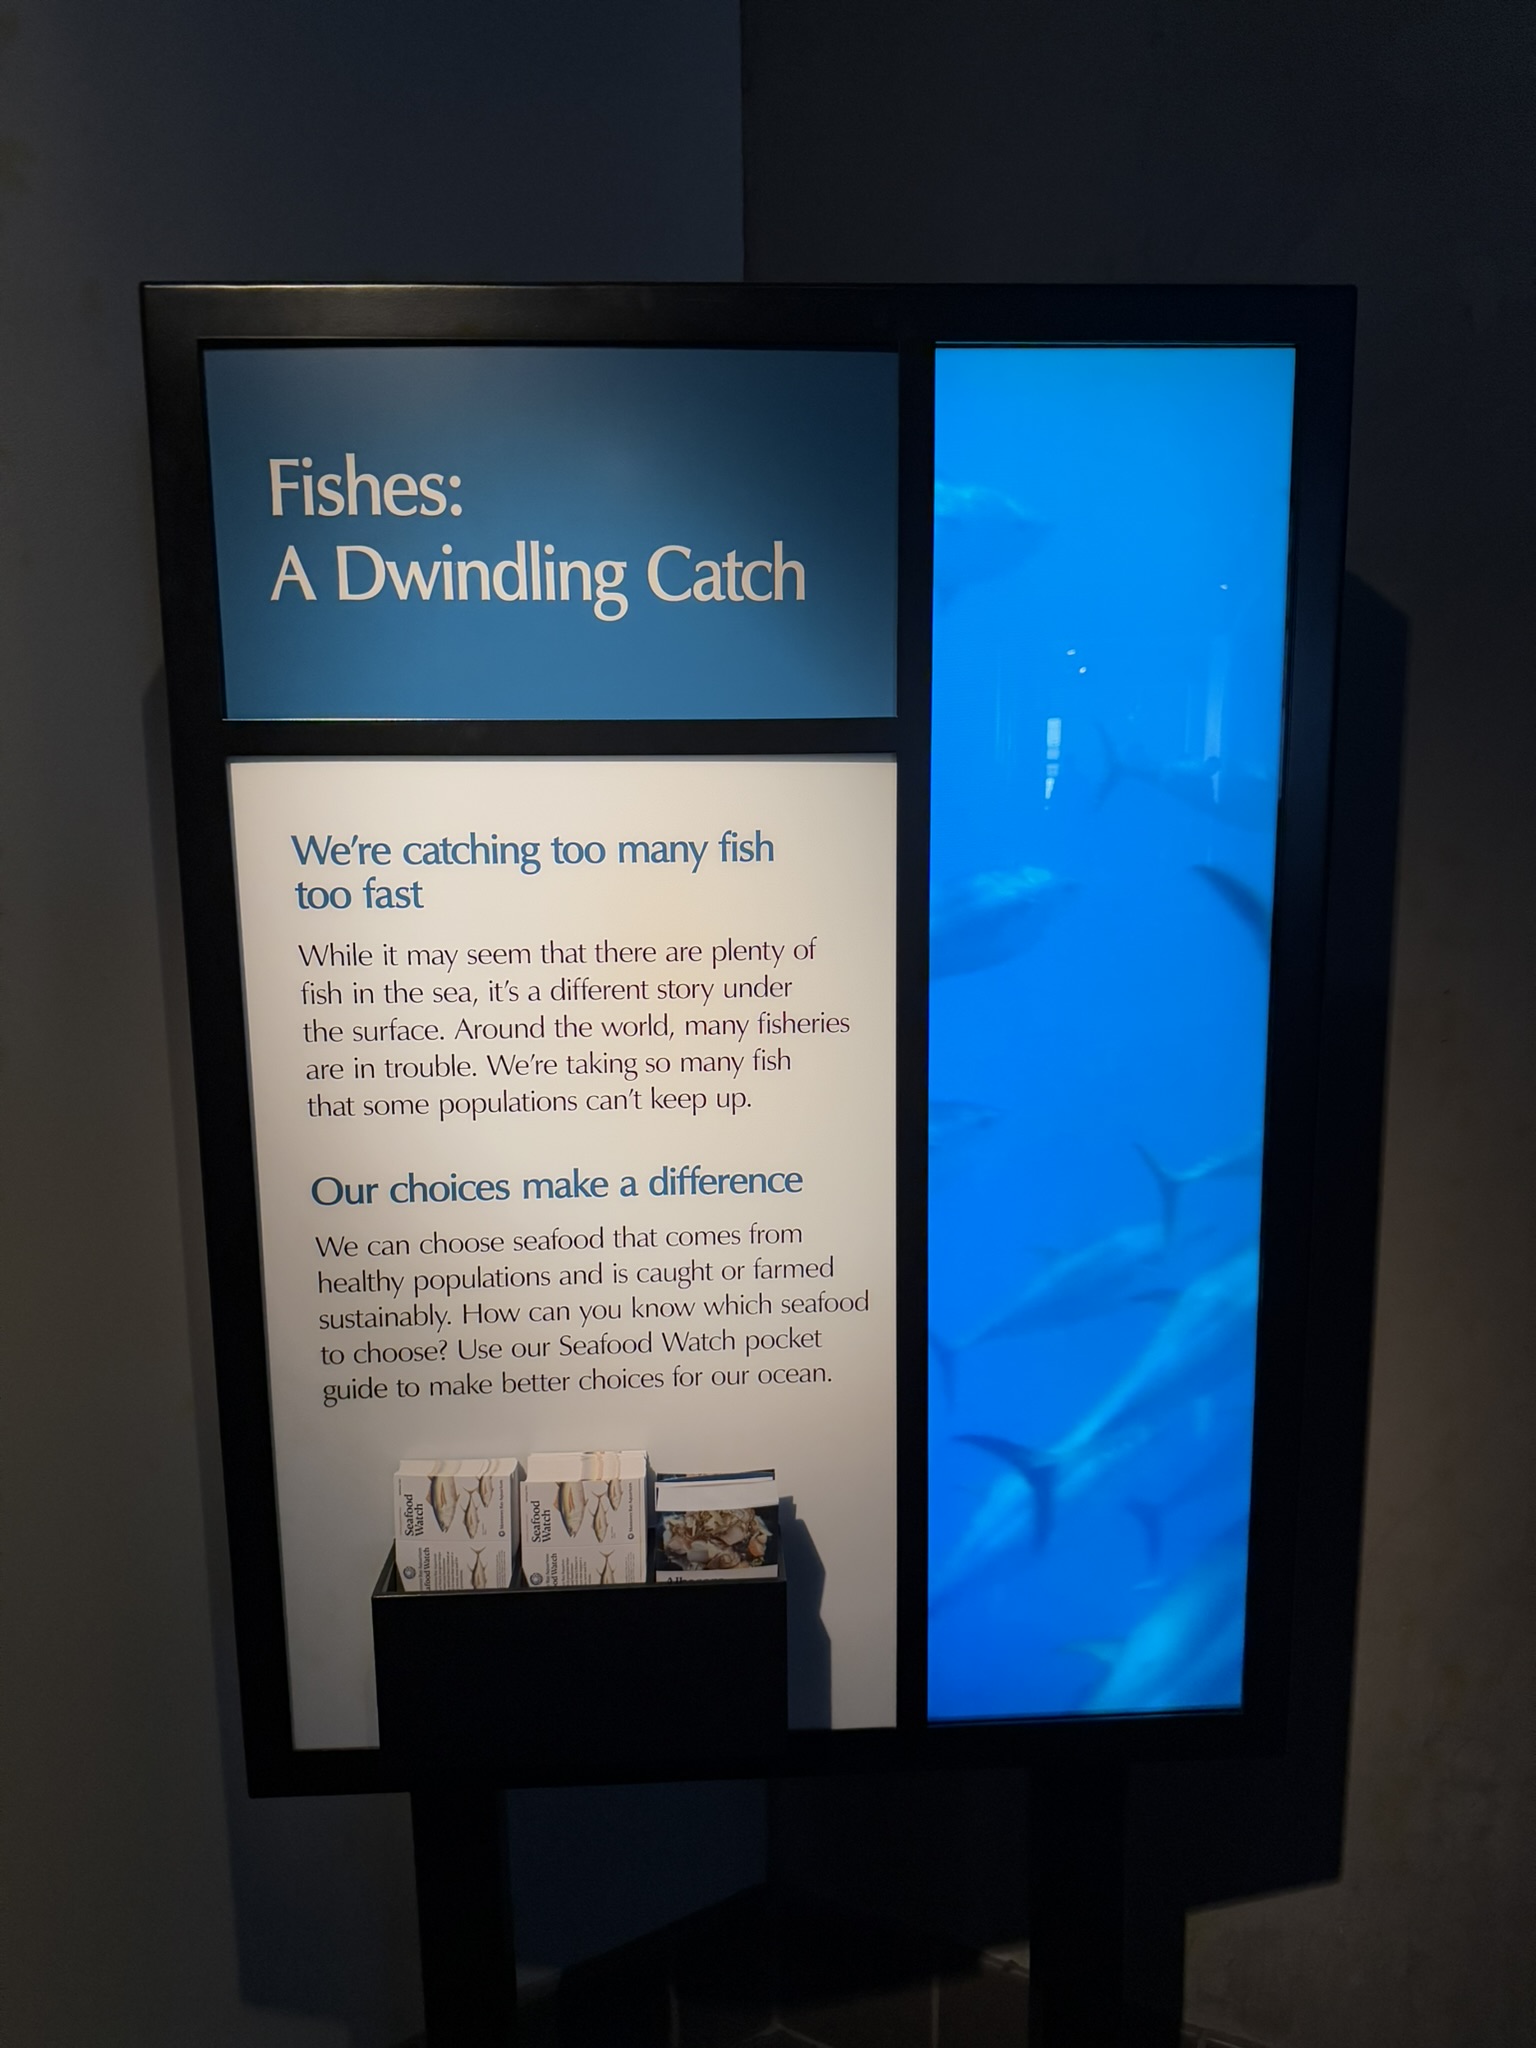 Fishes:
A Dwindling Catch
We're catching too many fish
too fast
While it may seem that there are plenty of
fish in the sea, it's a different story under
the surface. Around the world, many fisheries
are in trouble. We're taking so many fish
that some populations can't keep up.
Our choices make a difference
We can choose seafood that comes from
healthy populations and is caught or farmed
sustainably. How can you know which seafood
to choose? Use our Seafood Watch pocket
guide to make better choices for our ocean.
Seafood
Watch
Seafood
Watch